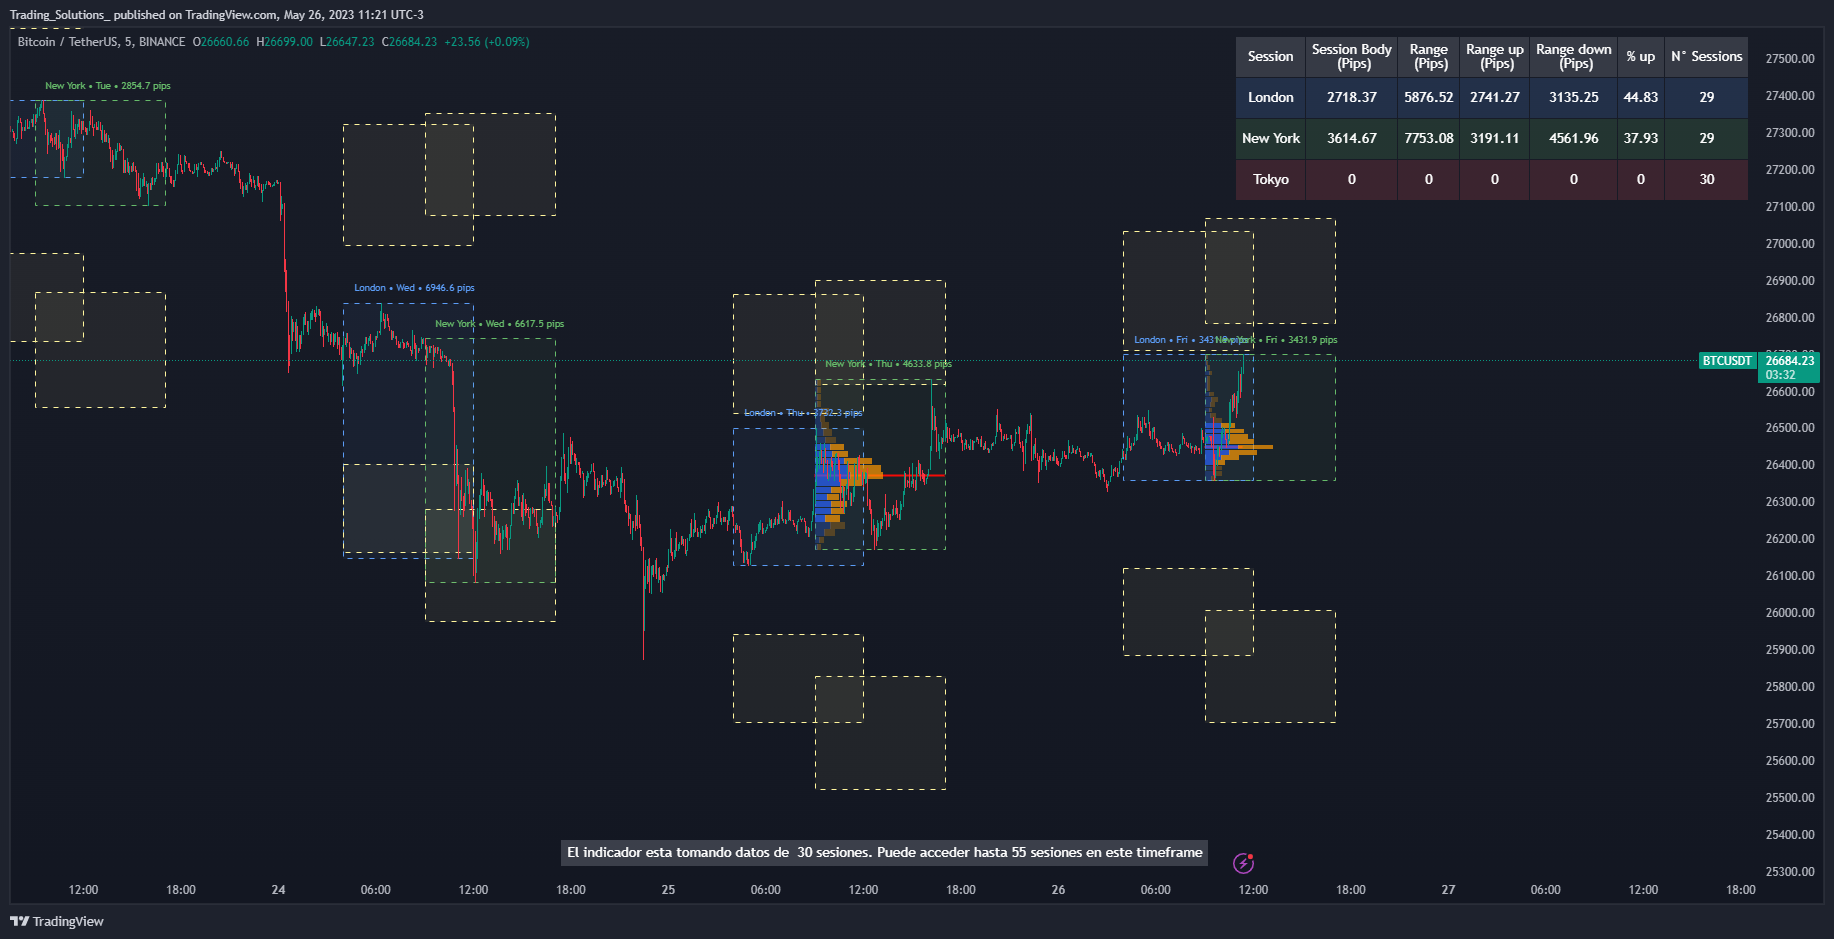 Trading_Solutions_ published on TradingView.com, May 26, 2023 11:21 UTC-3
Bitcoin / TetherUS, 5, BINANCE O26660.66 H26699.00 L26647.23 C26684.23 +23.56 (+0.09%)
Session Session Body (Pips) Range (Pips) Range up (Pips) Range down (Pips) % up N° Sessions
London 2718.37 5876.52 2741.27 3135.25 44.83 29
New York 3614.67 7753.08 3191.11 4561.96 37.93 29
Tokyo 0 0 0 0 0 30
New York • Tue • 2854.7 pips
London • Wed • 6946.6 pips
New York • Wed • 6617.5 pips
New York • Thu • 4633.8 pips
London • Thu • 3732.3 pips
London • Fri • 3431.9 pips
New York • Fri • 3431.9 pips
27500.00
27400.00
27300.00
27200.00
27100.00
27000.00
26900.00
26800.00
BTCUSDT 26684.23
03:32
26600.00
26500.00
26400.00
26300.00
26200.00
26100.00
26000.00
25900.00
25800.00
25700.00
25600.00
25500.00
25400.00
25300.00
El indicador esta tomando datos de 30 sesiones. Puede acceder hasta 55 sesiones en este timeframe
12:00 18:00 24 06:00 12:00 18:00 25 06:00 12:00 18:00 26 06:00 12:00 18:00 27 06:00 12:00 18:00
TradingView